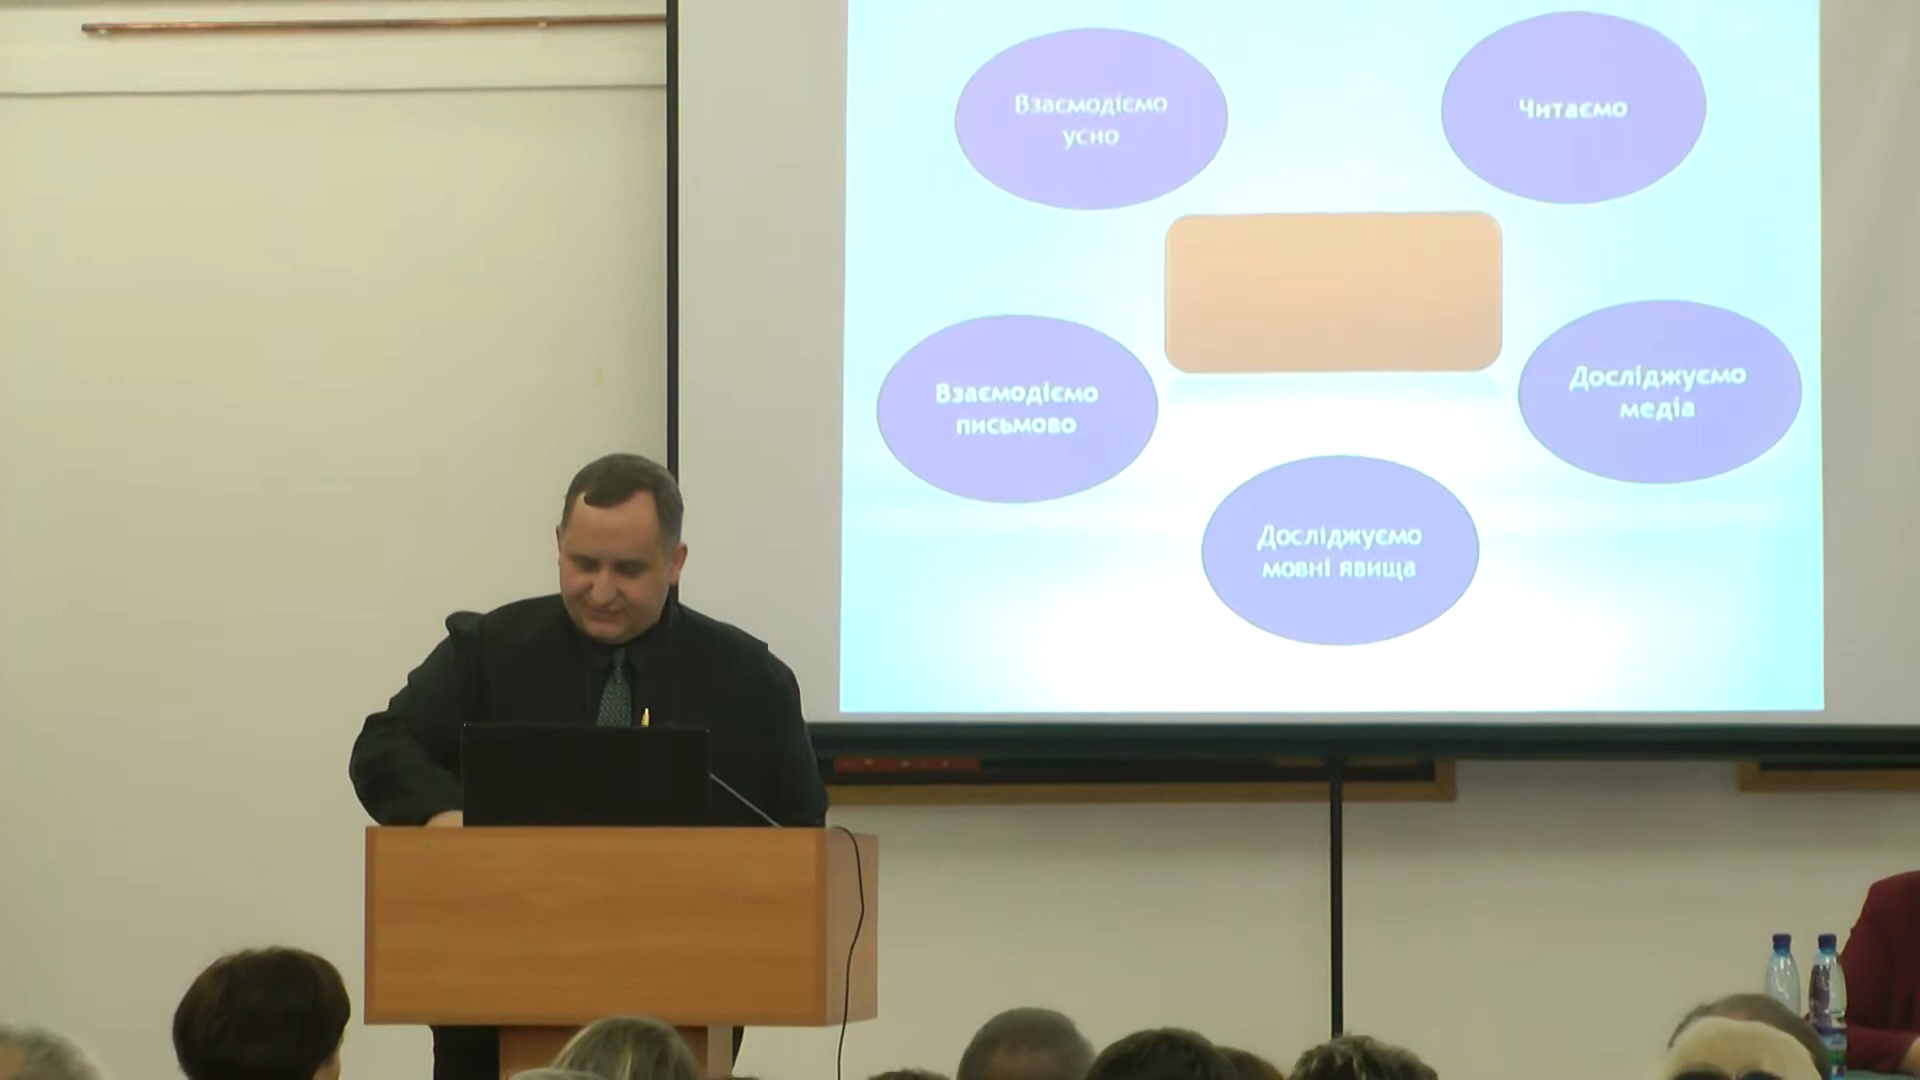 Взаємодіємо
усно
Читаємо
Взаємодіємо
письмово
Досліджуємо
медіа
Досліджуємо
мовні явища